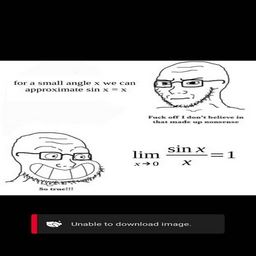 for a small angle x we can
approximate sin x = x
Fuck off I don't believe in
that made up nonsense
lim x→0 sin x / x = 1
So true!!!
Unable to download image.